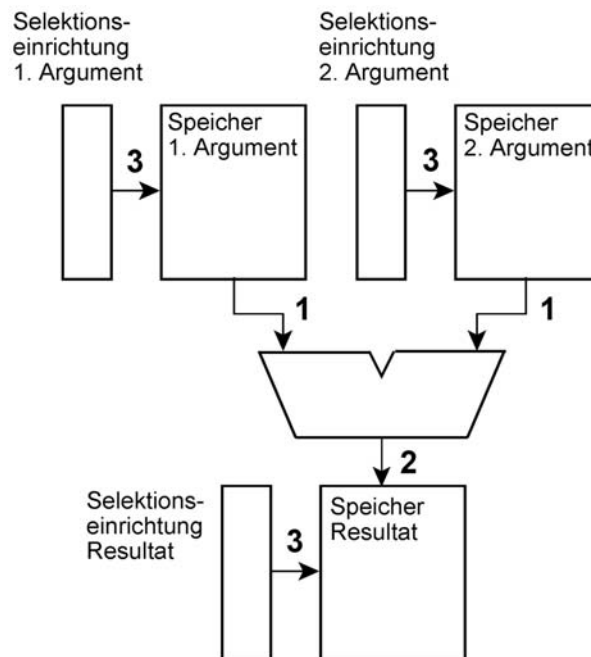 Selektions-
einrichtung
1. Argument
Selektions-
einrichtung
2. Argument
Speicher
1. Argument
3
Speicher
2. Argument
3
1
1
2
Selektions-
einrichtung
Resultat
Speicher
Resultat
3